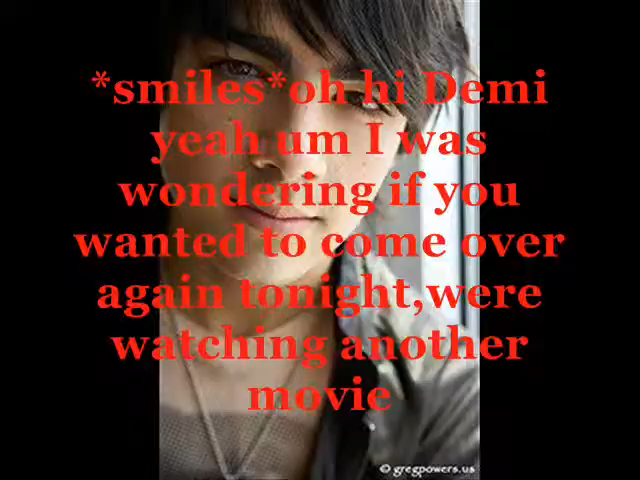 *smiles*oh hi Demi
yeah um I was
wondering if you
wanted to come over
again tonight,were
watching another
movie
© gregpowers.us